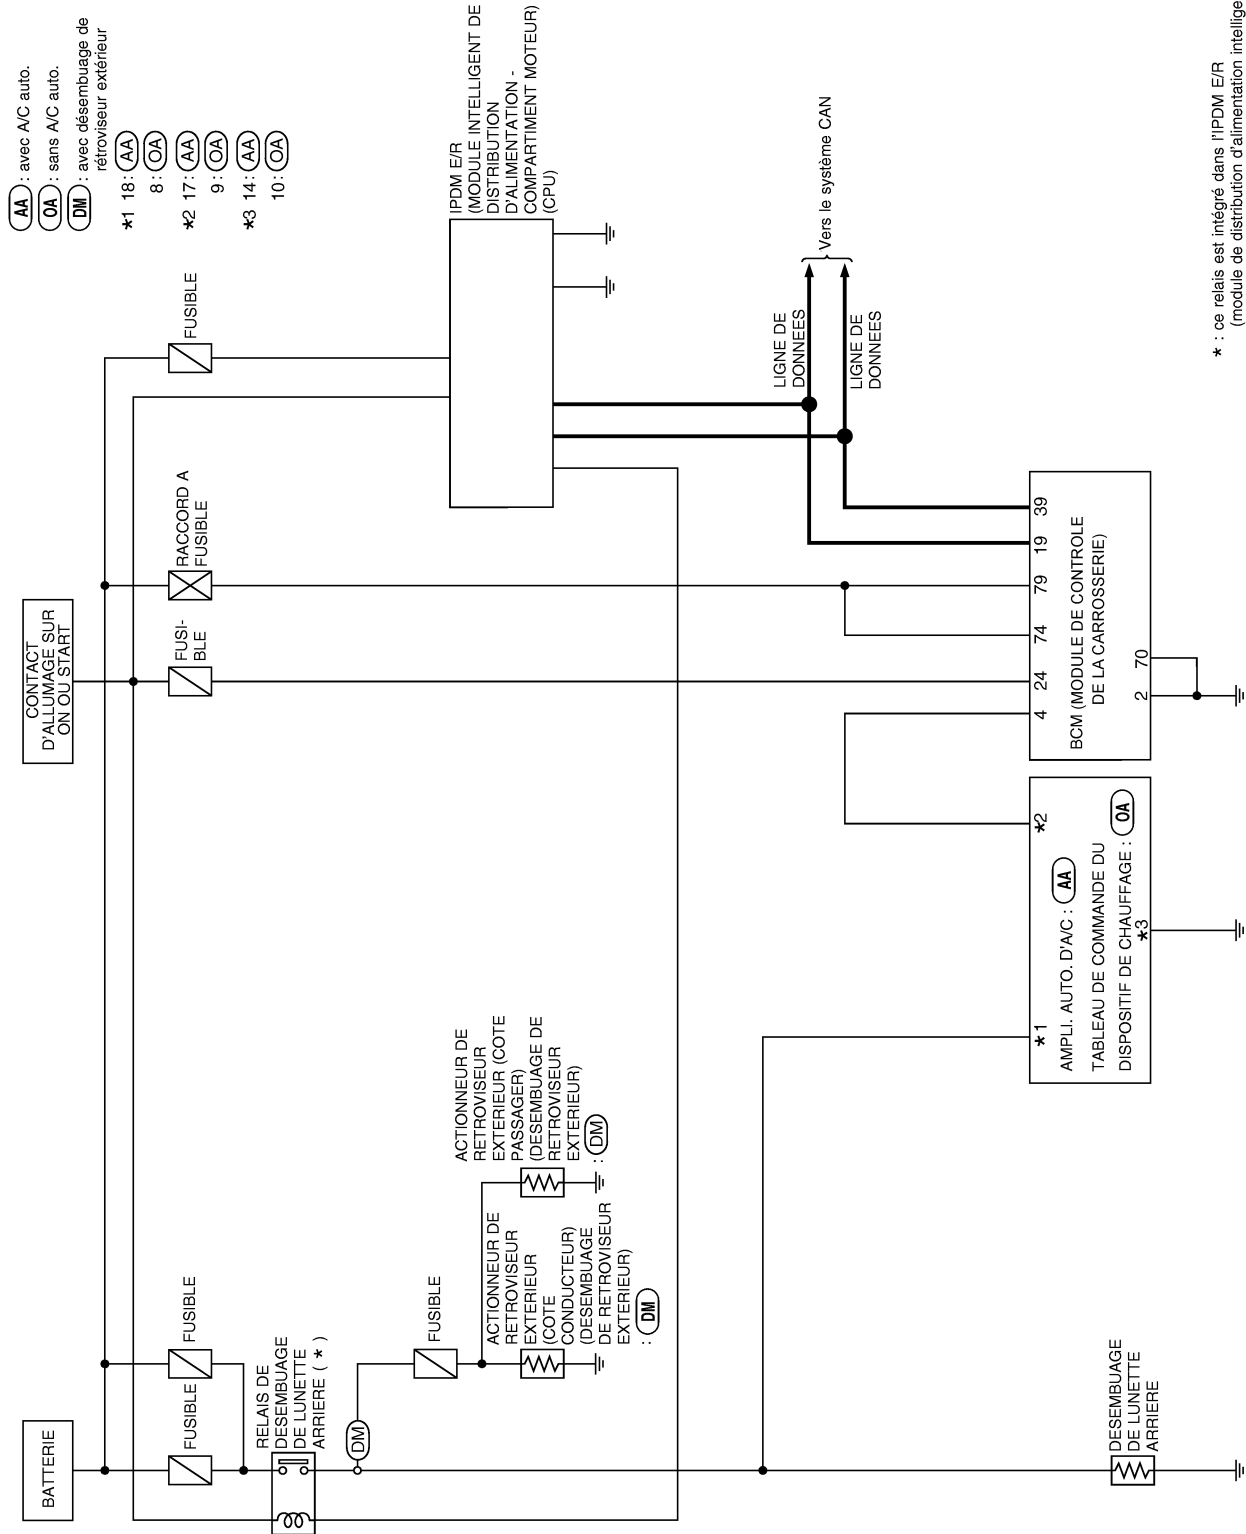 AA : avec A/C auto.
OA : sans A/C auto.
DM : avec désembuage de
rétroviseur extérieur
*1 18: AA
8: OA
*2 17: AA
9: OA
*3 14: AA
10: OA
BATTERIE
CONTACT
D'ALLUMAGE SUR
ON OU START
FUSIBLE
FUSIBLE
FUSI-
BLE
RACCORD A
FUSIBLE
FUSIBLE
RELAIS DE
DESEMBUAGE
DE LUNETTE
ARRIERE ( * )
DM
FUSIBLE
ACTIONNEUR DE
RETROVISEUR
EXTERIEUR
(COTE
CONDUCTEUR)
(DESEMBUAGE
DE RETROVISEUR
EXTERIEUR)
: DM
ACTIONNEUR DE
RETROVISEUR
EXTERIEUR (COTE
PASSAGER)
(DESEMBUAGE DE
RETROVISEUR
EXTERIEUR)
: DM
IPDM E/R
(MODULE INTELLIGENT DE
DISTRIBUTION
D'ALIMENTATION -
COMPARTIMENT MOTEUR)
(CPU)
LIGNE DE
DONNEES
LIGNE DE
DONNEES
Vers le système CAN
DESEMBUAGE
DE LUNETTE
ARRIERE
*1
*2
AMPLI. AUTO. D'A/C : AA
TABLEAU DE COMMANDE DU
DISPOSITIF DE CHAUFFAGE : OA
*3
4
24
74
79
19
39
BCM (MODULE DE CONTROLE
DE LA CARROSSERIE)
2
70
* : ce relais est intégré dans l'IPDM E/R
(module de distribution d'alimentation intellige